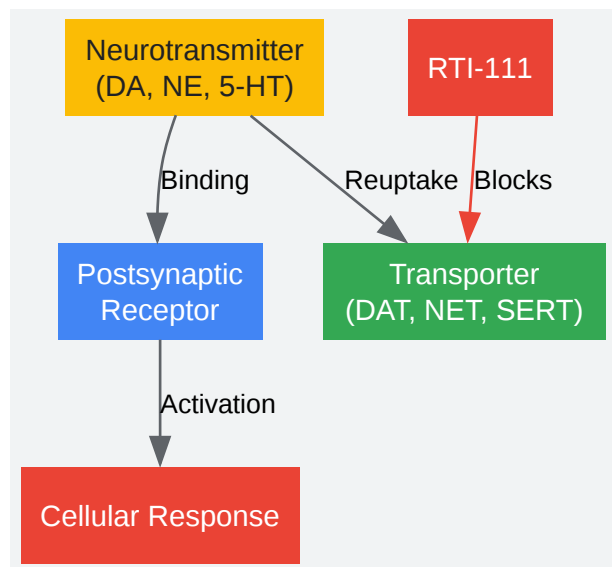 Neurotransmitter
(DA, NE, 5-HT)
RTI-111
Binding
Reuptake
Blocks
Postsynaptic
Receptor
Transporter
(DAT, NET, SERT)
Activation
Cellular Response